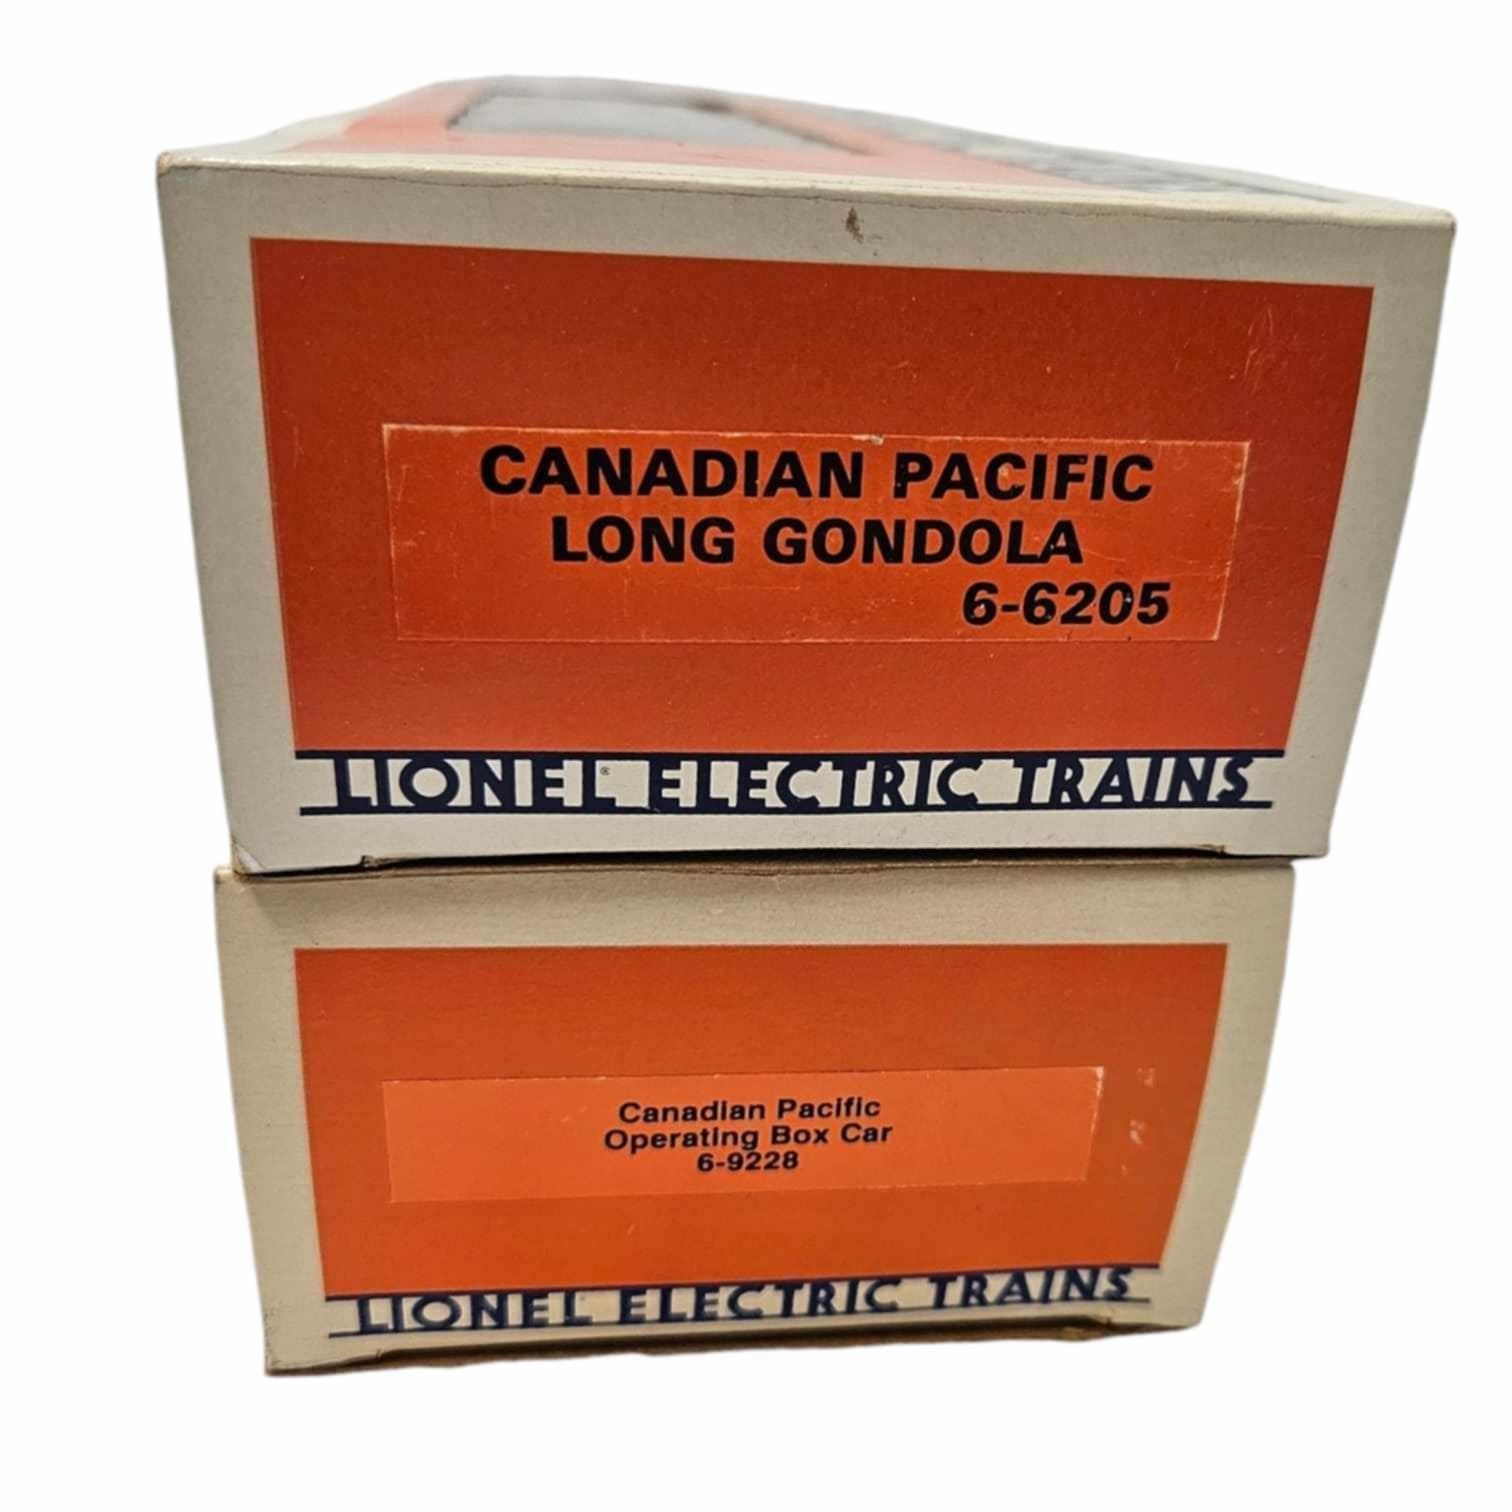 CANADIAN PACIFIC
LONG GONDOLA
6-6205
LIONEL® ELECTRIC TRAINS
Canadian Pacific
Operating Box Car
6-9228
LIONEL ELECTRIC TRAINS